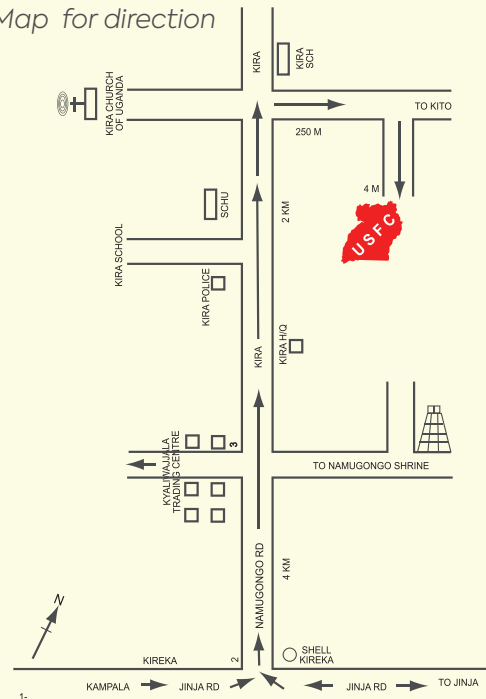 Map for direction
KIRA
KIRA
SCH
KIRA CHURCH
OF UGANDA
TO KITO
250 M
4 M
SCHU
2 KM
USFC
KIRA SCHOOL
KIRA POLICE
KIRA
KIRA H/Q
KYALIWAJJALA
TRADING CENTRE
3
TO NAMUGONGO SHRINE
NAMUGONGO RD
4 KM
N
KIREKA
2
SHELL
KIREKA
KAMPALA
JINJA RD
JINJA RD
TO JINJA
1-